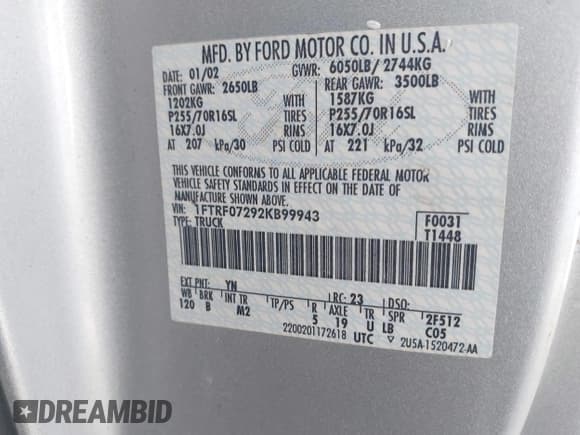 MFD. BY FORD MOTOR CO. IN U.S.A.
DATE: 01/02 GVWR: 6050LB/ 2744KG
FRONT GAWR: 2650LB REAR GAWR: 3500LB
1202KG WITH 1587KG WITH
P255/70R16SL TIRES P255/70R16SL TIRES
16X7.0J RIMS 16X7.0J RIMS
AT 207 kPa/30 PSI COLD AT 221 kPa/32 PSI COLD
THIS VEHICLE CONFORMS TO ALL APPLICABLE FEDERAL MOTOR
VEHICLE SAFETY STANDARDS IN EFFECT ON THE DATE OF
MANUFACTURE SHOWN ABOVE.
VIN: 1FTRF07292KB99943 F0031
TYPE: TRUCK T1448
EXT PNT: YN RC: 23 DSO:
WB BRK INT TR TP/PS R AXLE TR SPR 2F512
120 B M2 5 19 U LB C05
2200201172618 UTC ▽ 2U5A-1520472-AA
DREAMBID